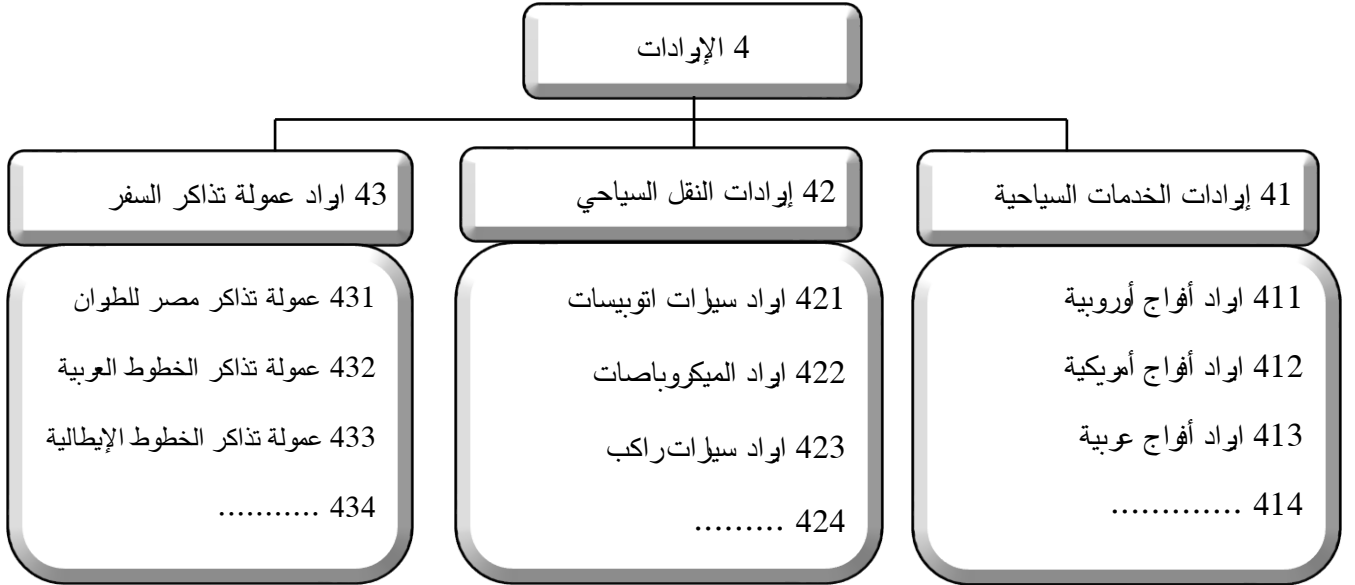 4 الإيرادات
41 إيرادات الخدمات السياحية
411 ايراد أفواج أوروبية
412 ايراد أفواج أمريكية
413 ايراد أفواج عربية
414 .............
42 إيرادات النقل السياحي
421 ايراد سيارات اتوبيسات
422 ايراد الميكروباصات
423 ايراد سيارات راكب
424 .........
43 ايراد عمولة تذاكر السفر
431 عمولة تذاكر مصر للطيران
432 عمولة تذاكر الخطوط العربية
433 عمولة تذاكر الخطوط الإيطالية
434 ...........